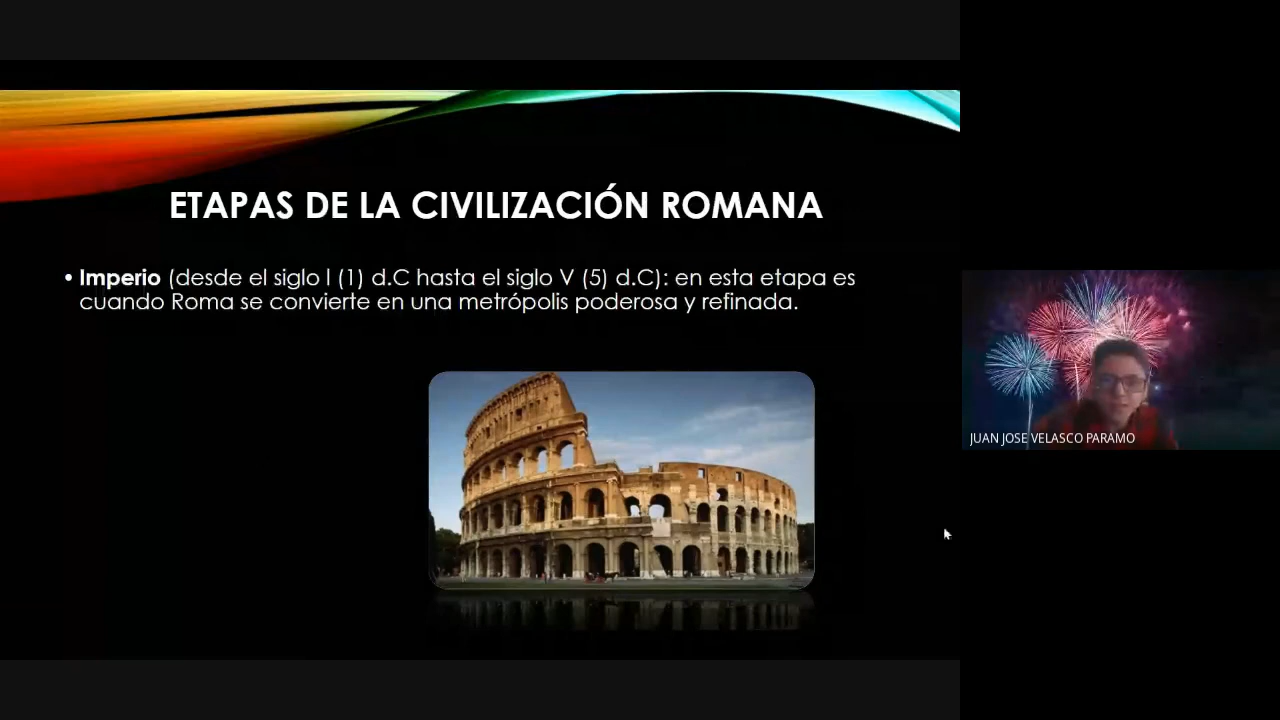 ETAPAS DE LA CIVILIZACIÓN ROMANA
• Imperio (desde el siglo I (1) d.C hasta el siglo V (5) d.C): en esta etapa es
cuando Roma se convierte en una metrópolis poderosa y refinada.
JUAN JOSE VELASCO PARAMO